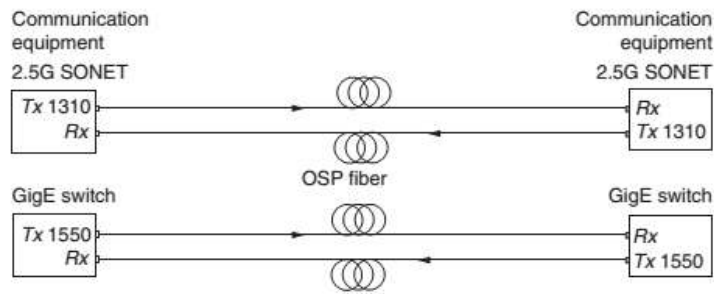 Communication
equipment
2.5G SONET
Tx 1310
Rx
Communication
equipment
2.5G SONET
Rx
Tx 1310
OSP fiber
GigE switch
Tx 1550
Rx
GigE switch
Rx
Tx 1550